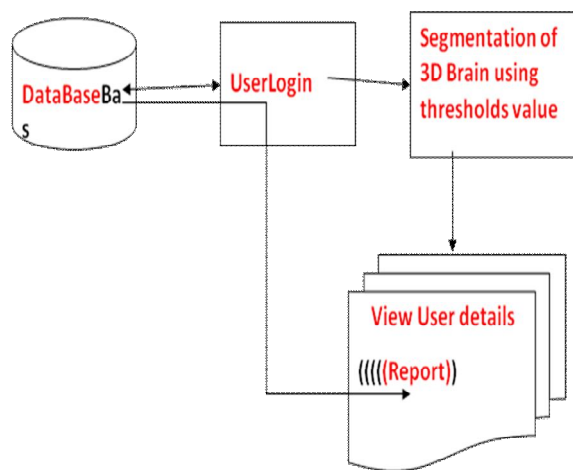 DataBaseBa
s
UserLogin
Segmentation of
3D Brain using
thresholds value
View User details
(((((Report))